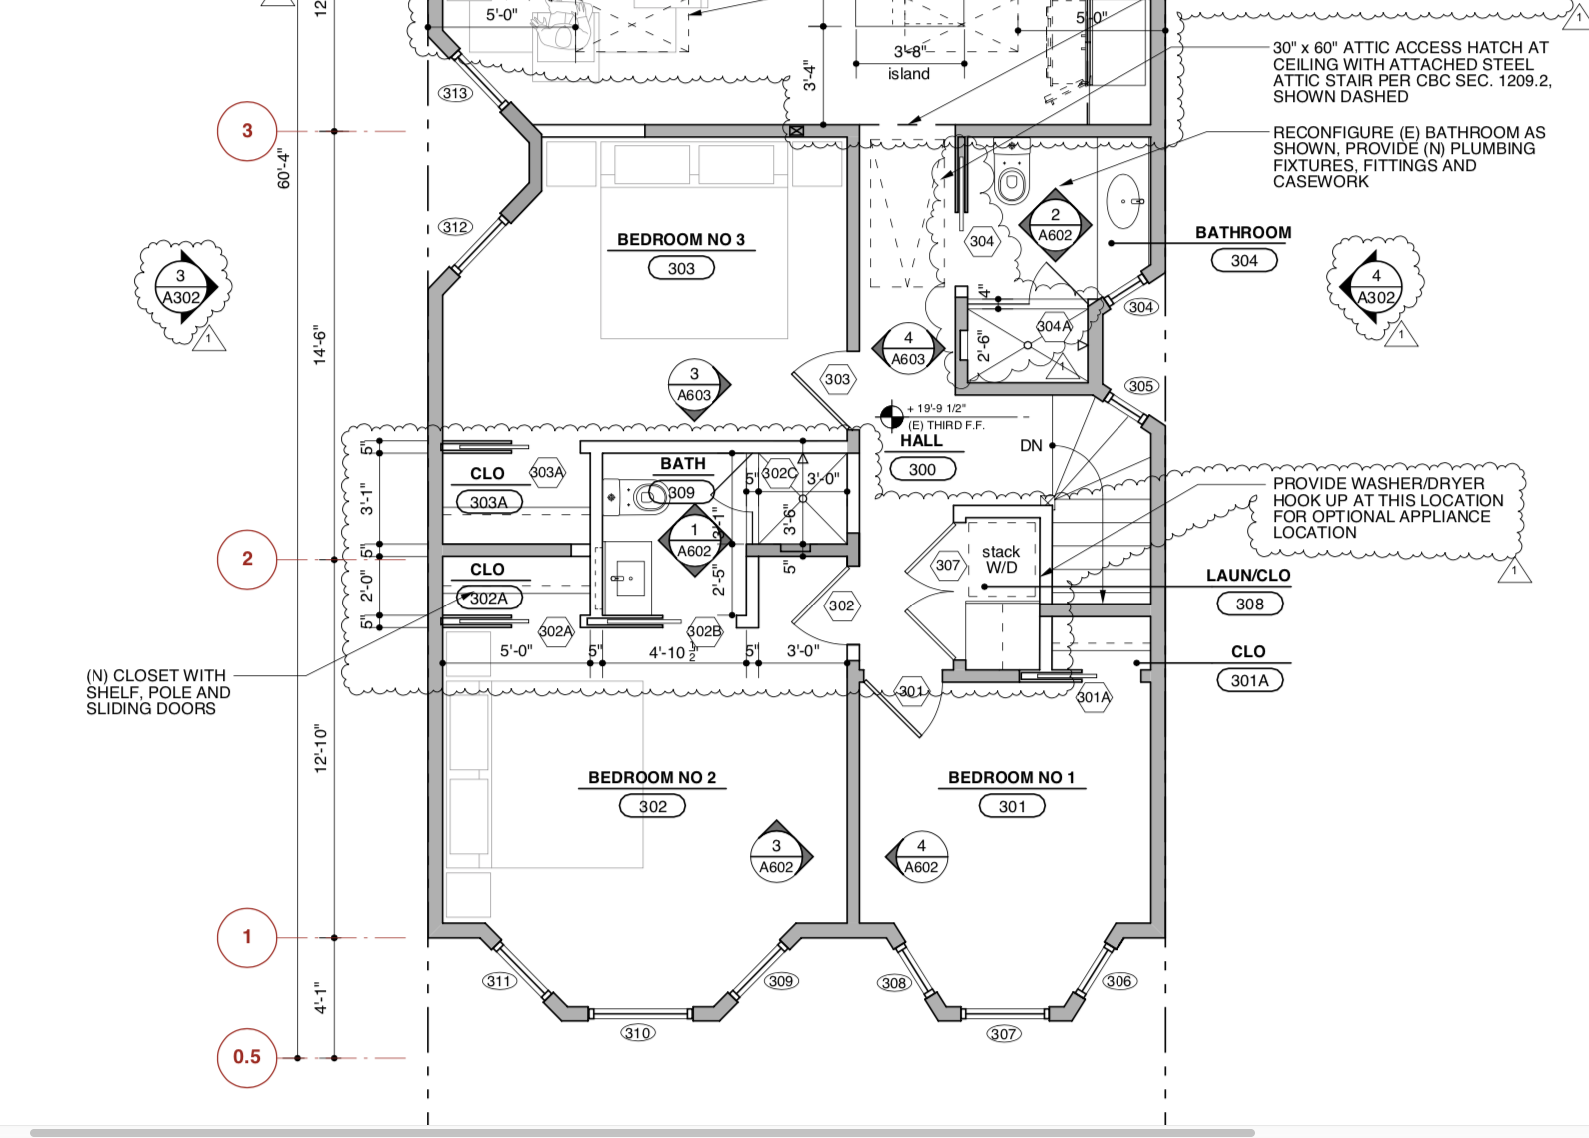 12
5'-0"
5'-0"
1
3'-8"
island
3'-4"
30" x 60" ATTIC ACCESS HATCH AT
CEILING WITH ATTACHED STEEL
ATTIC STAIR PER CBC SEC. 1209.2,
SHOWN DASHED
313
3
60'-4"
RECONFIGURE (E) BATHROOM AS
SHOWN, PROVIDE (N) PLUMBING
FIXTURES, FITTINGS AND
CASEWORK
312
BEDROOM NO 3
303
304
2
A602
BATHROOM
304
3
A302
1
4
A302
1
4"
304
304A
2'-6"
1
14'-6"
4
A603
3
A603
303
305
+ 19'-9 1/2"
(E) THIRD F.F.
HALL
300
DN
5"
CLO
303A
303A
BATH
309
5"
302C
3'-0"
3'-1"
3'-1"
3'-6"
PROVIDE WASHER/DRYER
HOOK UP AT THIS LOCATION
FOR OPTIONAL APPLIANCE
LOCATION
1
1
A602
2
5"
5"
CLO
302A
2'-0"
2'-5"
307
stack
W/D
LAUN/CLO
308
302
5"
302A
302B
5'-0"
5"
4'-10 1/2"
5"
3'-0"
CLO
301A
301
301A
(N) CLOSET WITH
SHELF, POLE AND
SLIDING DOORS
12'-10"
BEDROOM NO 2
302
BEDROOM NO 1
301
3
A602
4
A602
1
311
309
308
306
4'-1"
310
307
0.5